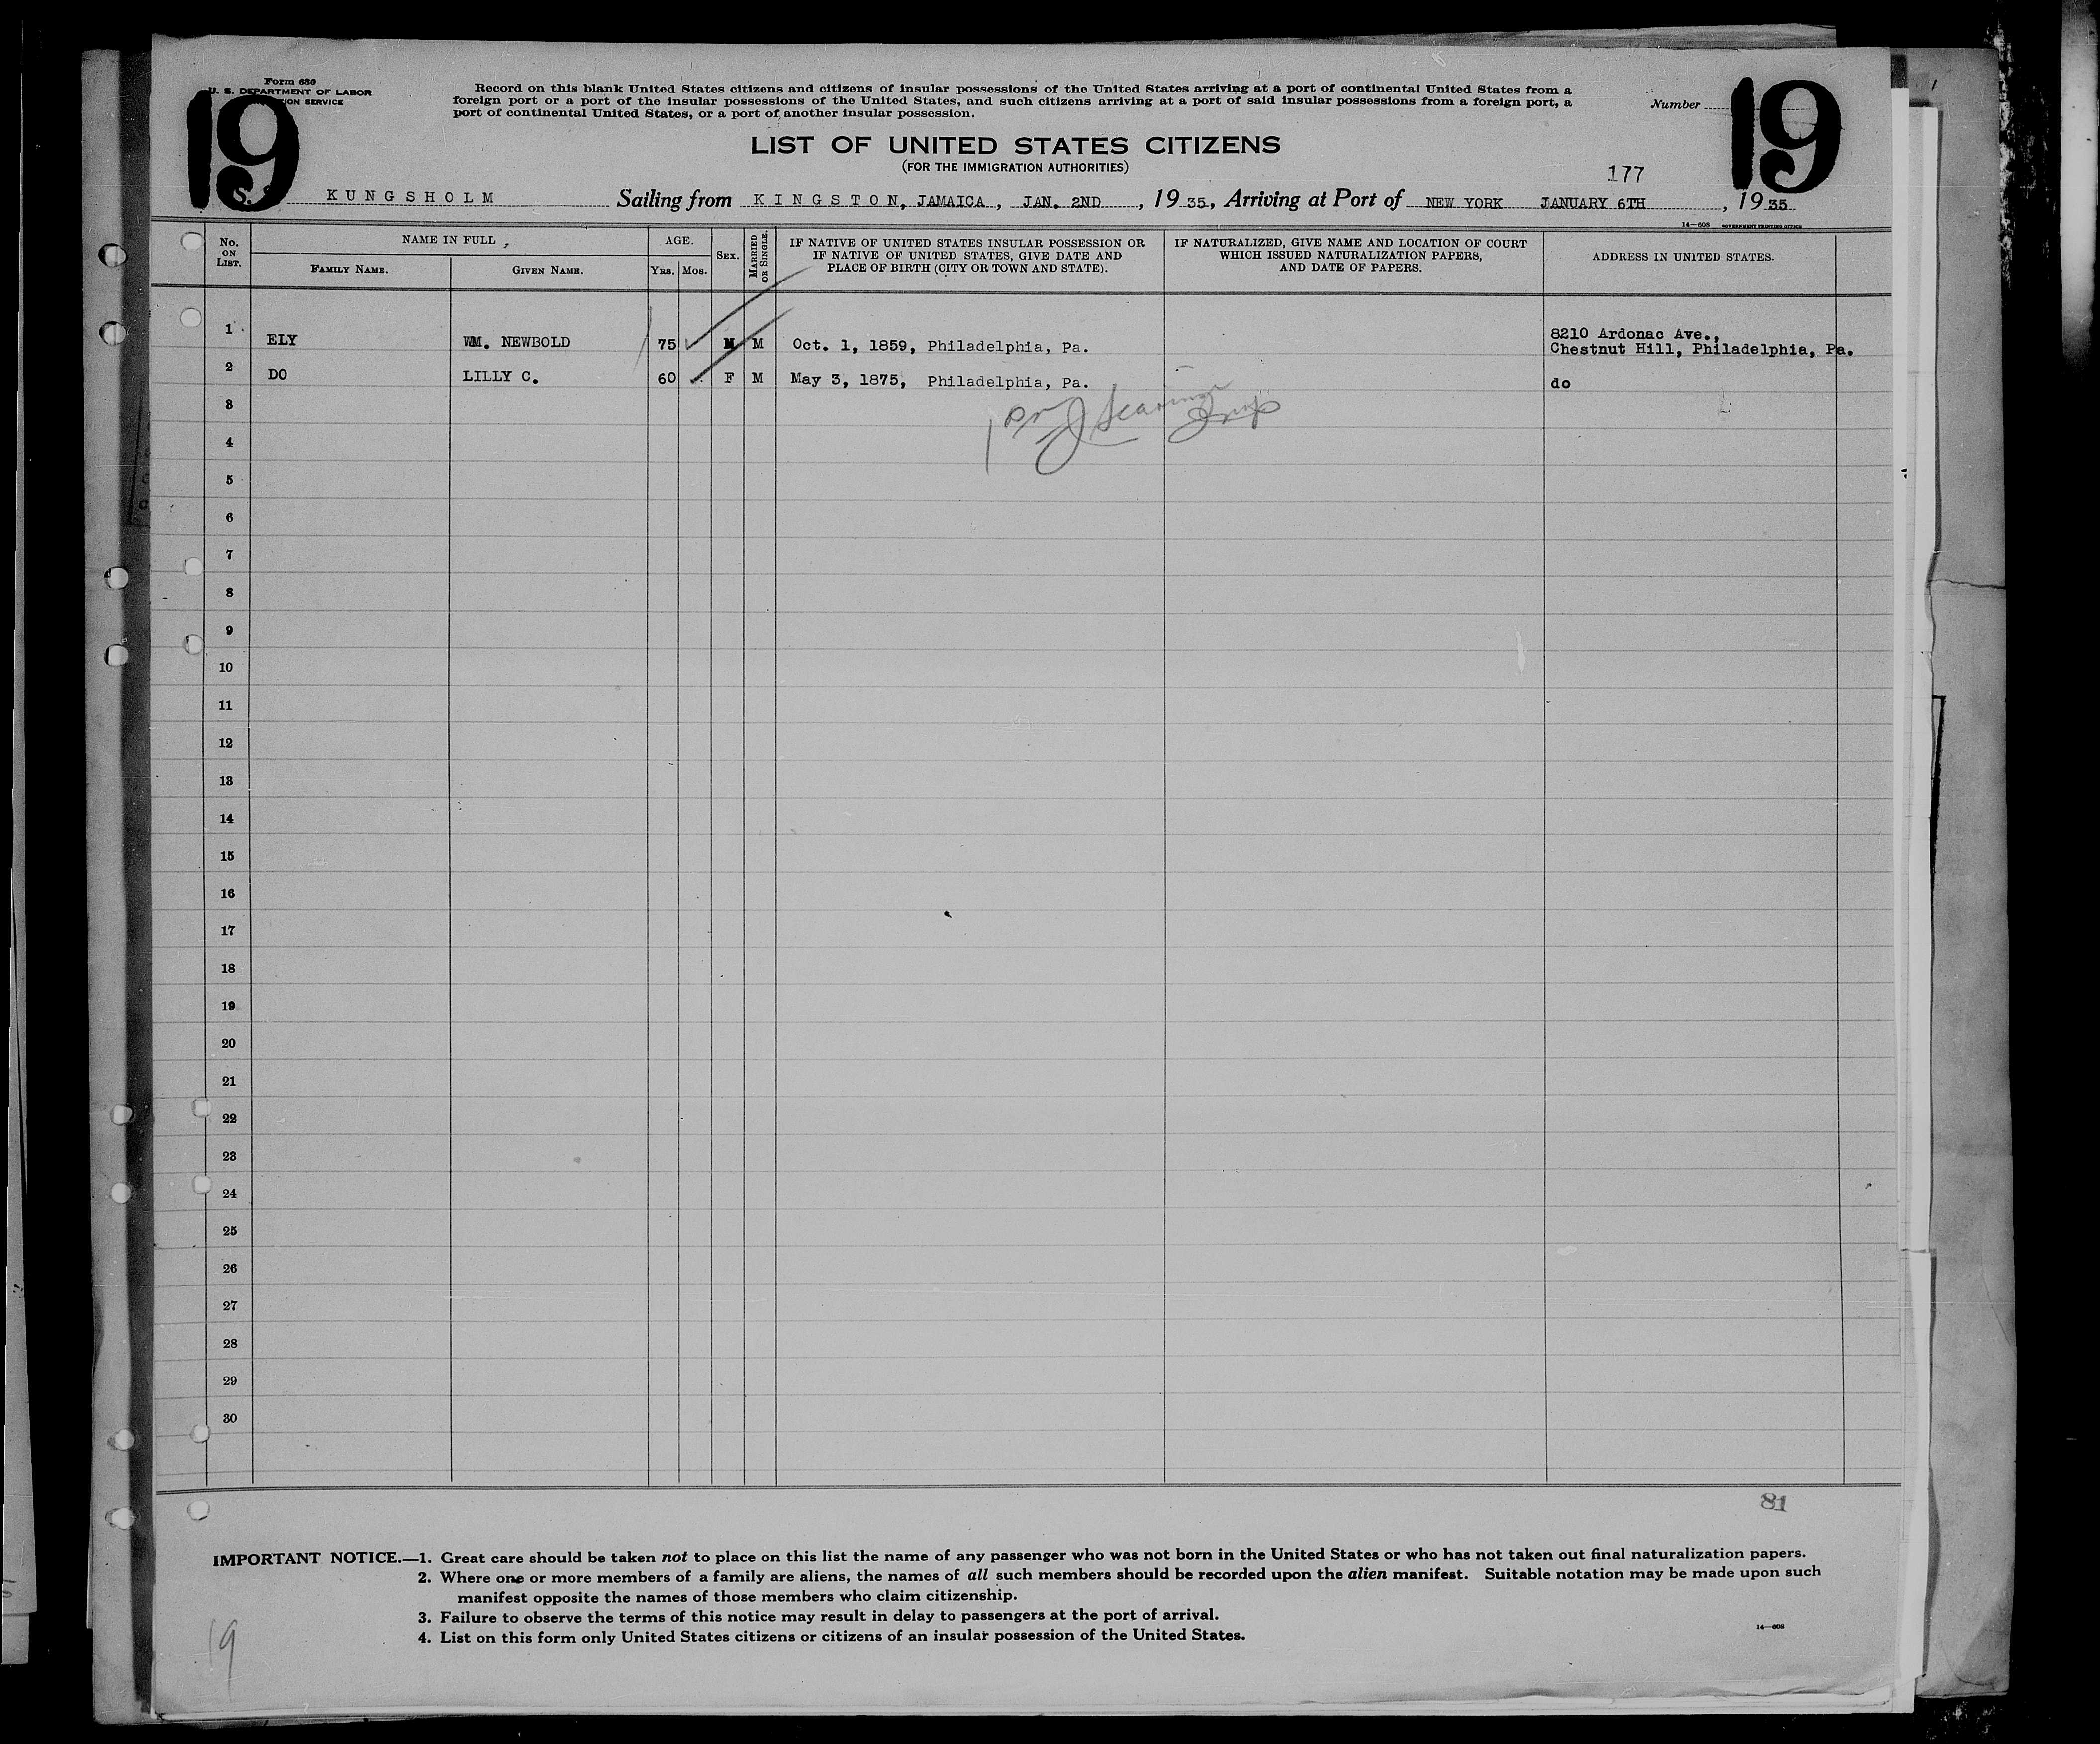 Form 636
U. S. DEPARTMENT OF LABOR
SERVICE
19
Record on this blank United States citizens and citizens of insular possessions of the United States arriving at a port of continental United States from a
foreign port or a port of the insular possessions of the United States, and such citizens arriving at a port of said insular possessions from a foreign port, a
port of continental United States, or a port of another insular possession.
Number
19
LIST OF UNITED STATES CITIZENS
(FOR THE IMMIGRATION AUTHORITIES)
177
S. KUNGSHOLM Sailing from KINGSTON, JAMAICA, JAN. 2ND, 1935, Arriving at Port of NEW YORK JANUARY 6TH, 1935
14—608 GOVERNMENT PRINTING OFFICE
No. ON LIST. NAME IN FULL AGE. SEX. MARRIED OR SINGLE. IF NATIVE OF UNITED STATES INSULAR POSSESSION OR IF NATIVE OF UNITED STATES, GIVE DATE AND PLACE OF BIRTH (CITY OR TOWN AND STATE). IF NATURALIZED, GIVE NAME AND LOCATION OF COURT WHICH ISSUED NATURALIZATION PAPERS, AND DATE OF PAPERS. ADDRESS IN UNITED STATES.
FAMILY NAME. GIVEN NAME. YRS. MOS.
1 ELY WM. NEWBOLD 75 M M Oct. 1, 1859, Philadelphia, Pa. 8210 Ardonac Ave.,
Chestnut Hill, Philadelphia, Pa.
2 DO LILLY C. 60 F M May 3, 1875, Philadelphia, Pa. do
3
4
5
6
7
8
9
10
11
12
13
14
15
16
17
18
19
20
21
22
23
24
25
26
27
28
29
30
81
IMPORTANT NOTICE.—1. Great care should be taken not to place on this list the name of any passenger who was not born in the United States or who has not taken out final naturalization papers.
2. Where one or more members of a family are aliens, the names of all such members should be recorded upon the alien manifest. Suitable notation may be made upon such
manifest opposite the names of those members who claim citizenship.
3. Failure to observe the terms of this notice may result in delay to passengers at the port of arrival.
4. List on this form only United States citizens or citizens of an insular possession of the United States.
14—608
19